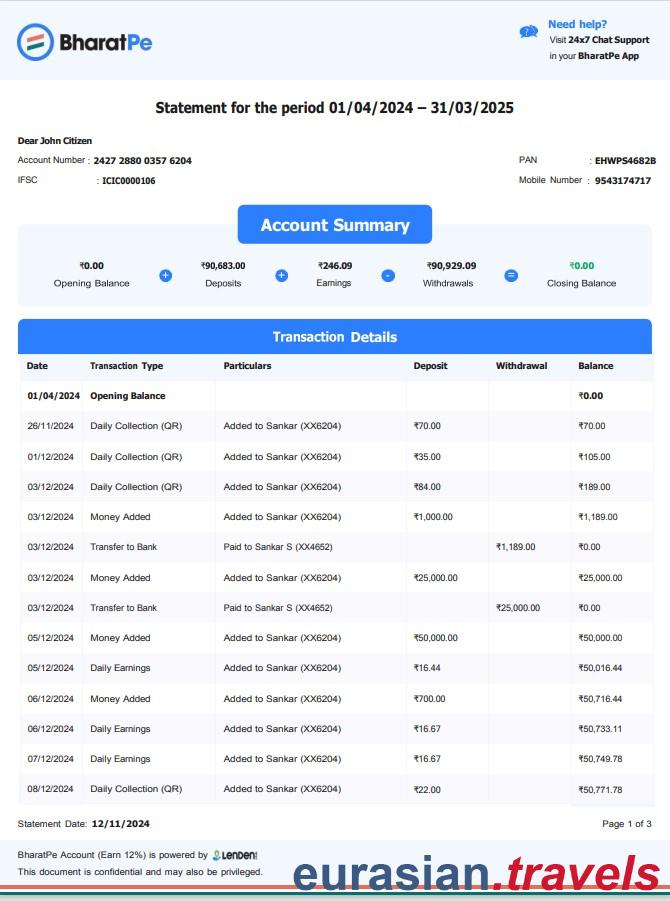 BharatPe
Need help?
Visit 24x7 Chat Support
in your BharatPe App
Statement for the period 01/04/2024 – 31/03/2025
Dear John Citizen
Account Number : 2427 2880 0357 6204
PAN : EHWPS4682B
IFSC : ICIC0000106
Mobile Number : 9543174717
Account Summary
₹0.00 + ₹90,683.00 + ₹246.09 - ₹90,929.09 = ₹0.00
Opening Balance Deposits Earnings Withdrawals Closing Balance
Transaction Details
Date Transaction Type Particulars Deposit Withdrawal Balance
01/04/2024 Opening Balance ₹0.00
26/11/2024 Daily Collection (QR) Added to Sankar (XX6204) ₹70.00 ₹70.00
01/12/2024 Daily Collection (QR) Added to Sankar (XX6204) ₹35.00 ₹105.00
03/12/2024 Daily Collection (QR) Added to Sankar (XX6204) ₹84.00 ₹189.00
03/12/2024 Money Added Added to Sankar (XX6204) ₹1,000.00 ₹1,189.00
03/12/2024 Transfer to Bank Paid to Sankar S (XX4652) ₹1,189.00 ₹0.00
03/12/2024 Money Added Added to Sankar (XX6204) ₹25,000.00 ₹25,000.00
03/12/2024 Transfer to Bank Paid to Sankar S (XX4652) ₹25,000.00 ₹0.00
05/12/2024 Money Added Added to Sankar (XX6204) ₹50,000.00 ₹50,000.00
05/12/2024 Daily Earnings Added to Sankar (XX6204) ₹16.44 ₹50,016.44
06/12/2024 Money Added Added to Sankar (XX6204) ₹700.00 ₹50,716.44
06/12/2024 Daily Earnings Added to Sankar (XX6204) ₹16.67 ₹50,733.11
07/12/2024 Daily Earnings Added to Sankar (XX6204) ₹16.67 ₹50,749.78
08/12/2024 Daily Collection (QR) Added to Sankar (XX6204) ₹22.00 ₹50,771.78
Statement Date: 12/11/2024
Page 1 of 3
BharatPe Account (Earn 12%) is powered by LENDEN
This document is confidential and may also be privileged.
eurasian.travels